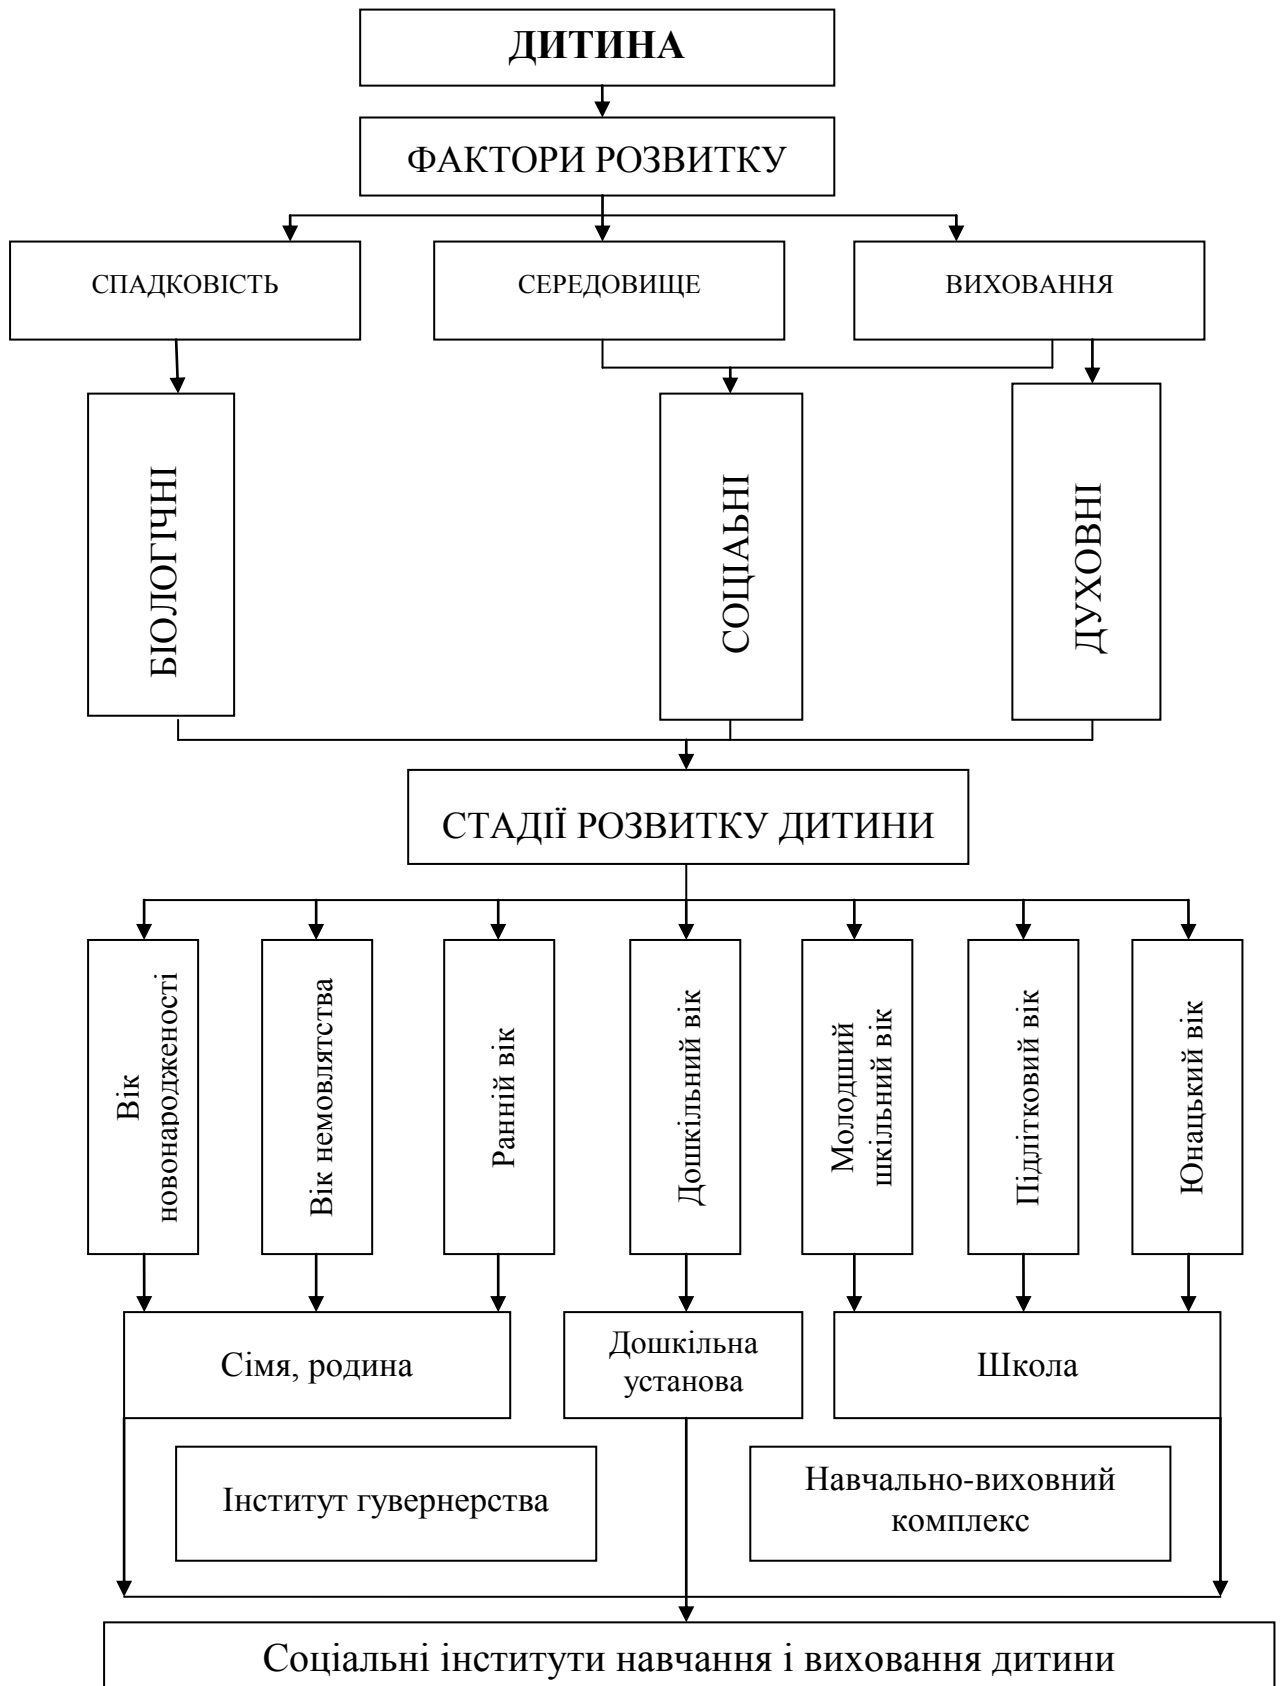 ДИТИНА
ФАКТОРИ РОЗВИТКУ
СПАДКОВІСТЬ
СЕРЕДОВИЩЕ
ВИХОВАННЯ
БІОЛОГІЧНІ
СОЦІАЬНІ
ДУХОВНІ
СТАДІЇ РОЗВИТКУ ДИТИНИ
Вік
новонародженості
Вік немовлятства
Ранній вік
Дошкільний вік
Молодший
шкільний вік
Підлітковий вік
Юнацький вік
Сімя, родина
Дошкільна
установа
Школа
Інститут гувернерства
Навчально-виховний
комплекс
Соціальні інститути навчання і виховання дитини